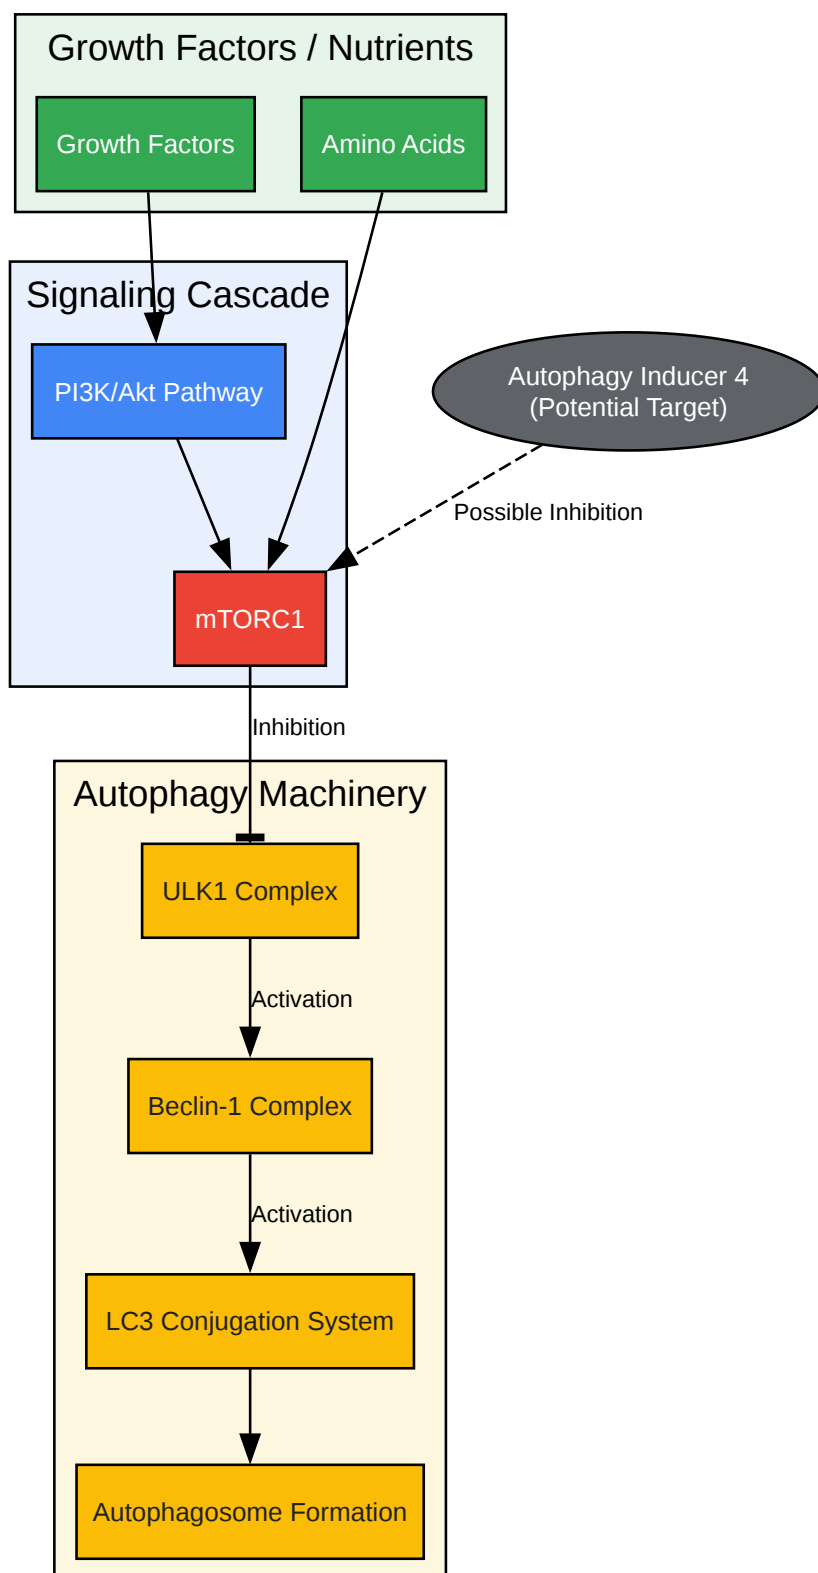 Growth Factors / Nutrients
Growth Factors
Amino Acids
Signaling Cascade
PI3K/Akt Pathway
Autophagy Inducer 4
(Potential Target)
Possible Inhibition
mTORC1
Inhibition
Autophagy Machinery
ULK1 Complex
Activation
Beclin-1 Complex
Activation
LC3 Conjugation System
Autophagosome Formation